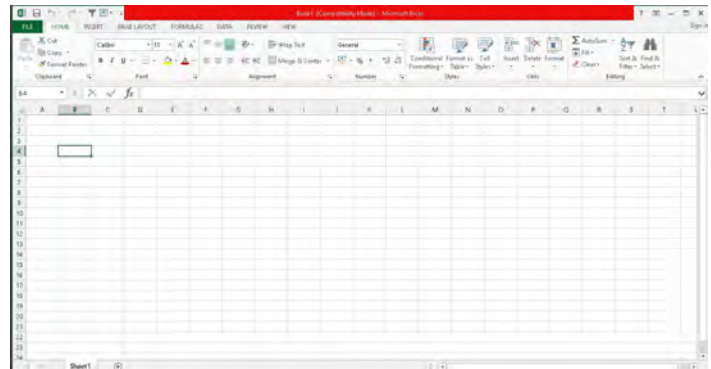 Book1 [Compatibility Mode] - Microsoft Excel
FILE HOME INSERT PAGE LAYOUT FORMULAS DATA REVIEW VIEW Sign in
Cut
Copy
Paste Format Painter
Calibri 11
Wrap Text
Merge & Center
General
Conditional Formatting Format as Table Cell Styles
Insert Delete Format
AutoSum
Fill
Clear
Sort & Filter Find & Select
Clipboard Font Alignment Number Styles Cells Editing
B4 fx
A B C D E F G H I J K L M N O P Q R S T
1
2
3
4
5
6
7
8
9
10
11
12
13
14
15
16
17
18
19
20
21
22
23
24
Sheet1